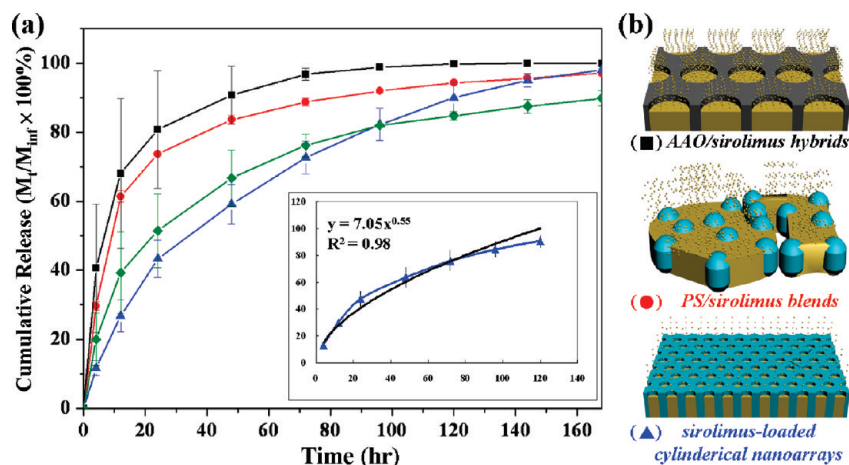 (a)
Cumulative Release (Mt/Minf × 100%)
100
80
60
40
20
0
0 20 40 60 80 100 120 140 160
Time (hr)
y = 7.05x^0.55
R² = 0.98
120
100
80
60
40
20
0
0 20 40 60 80 100 120 140
(b)
(■) AAO/sirolimus hybrids
(●) PS/sirolimus blends
(▲) sirolimus-loaded
cylinderical nanoarrays